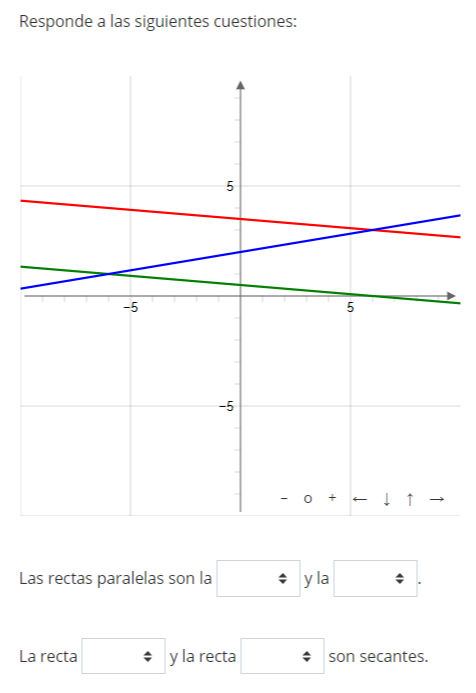 Responde a las siguientes cuestiones:
5
−5
5
−5
− o + ← ↓ ↑ →
Las rectas paralelas son la y la .
La recta y la recta son secantes.